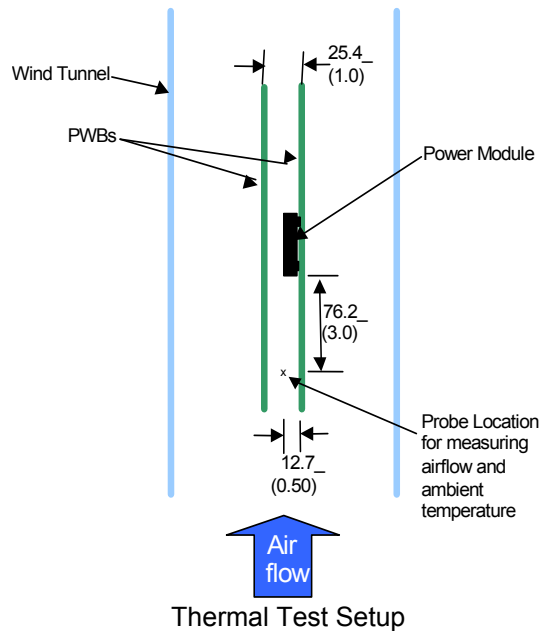 25.4_
(1.0)
Wind Tunnel
PWBs
Power Module
76.2_
(3.0)
x
Probe Location
for measuring
airflow and
ambient
temperature
12.7_
(0.50)
Air
flow
Thermal Test Setup